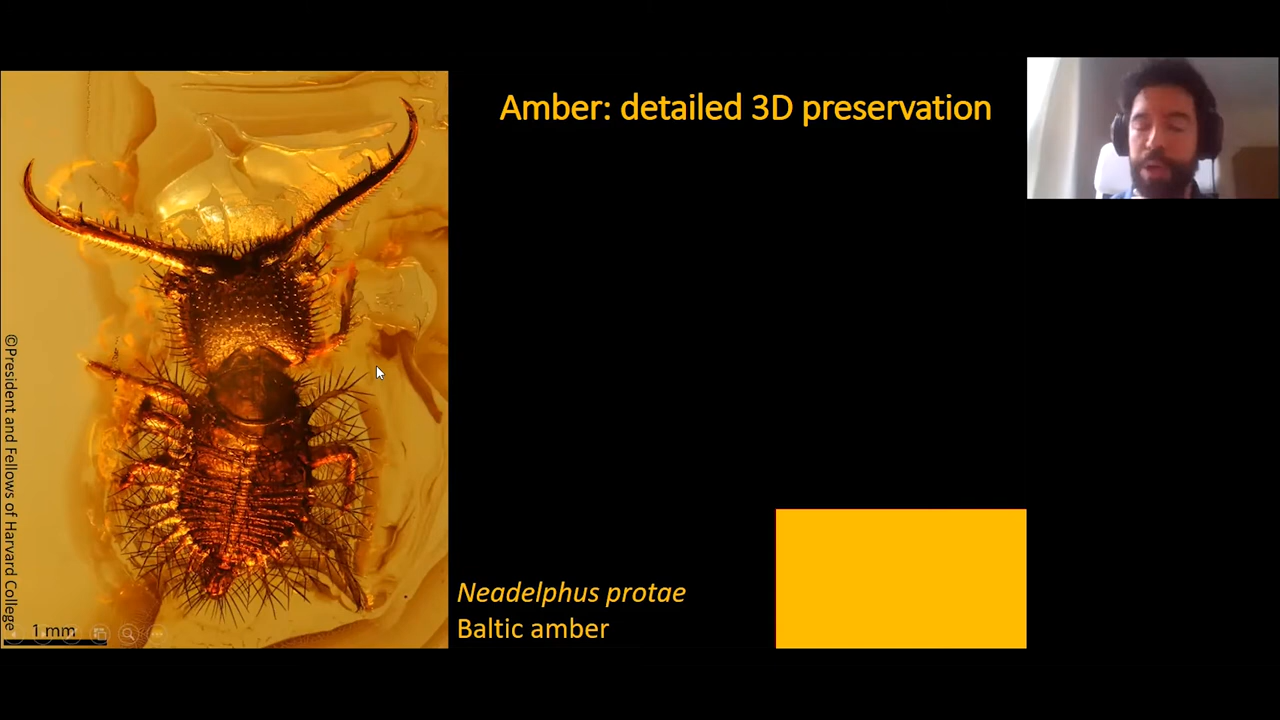 Amber: detailed 3D preservation
©President and Fellows of Harvard College
1 mm
Neadelphus protae
Baltic amber